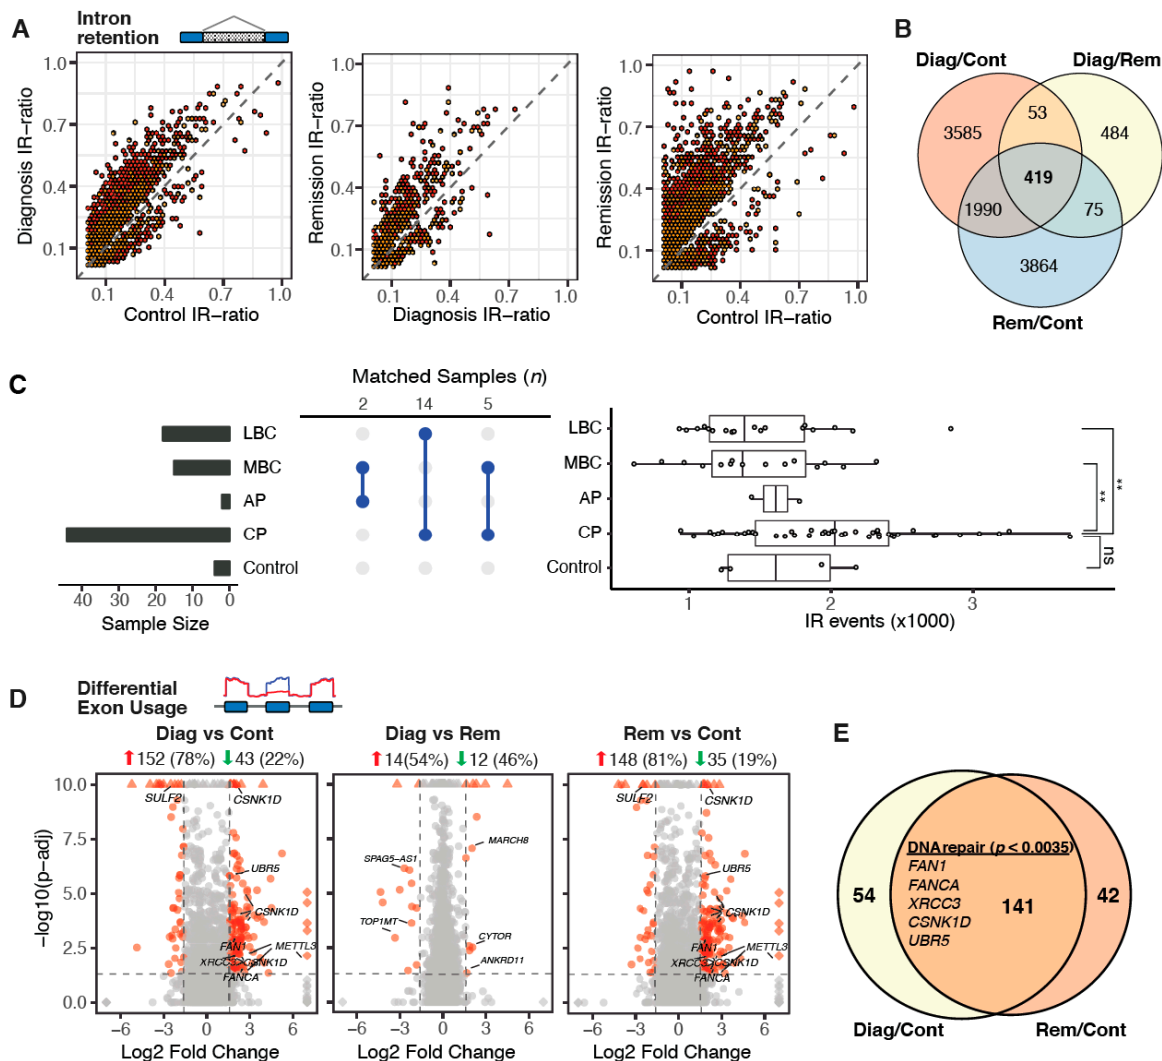 A
Intron
retention
1.0
0.7
0.4
0.1
Diagnosis IR-ratio
0.1 0.4 0.7 1.0
Control IR-ratio
1.0
0.7
0.4
0.1
Remission IR-ratio
0.1 0.4 0.7 1.0
Diagnosis IR-ratio
1.0
0.7
0.4
0.1
Remission IR-ratio
0.1 0.4 0.7 1.0
Control IR-ratio
B
Diag/Cont
Diag/Rem
3585
53
484
419
1990
75
3864
Rem/Cont
C
Matched Samples (n)
2 14 5
LBC
MBC
AP
CP
Control
40 30 20 10 0
Sample Size
LBC
MBC
AP
CP
Control
**
**
ns
1 2 3
IR events (x1000)
D
Differential
Exon Usage
Diag vs Cont
152 (78%) 43 (22%)
10.0
7.5
5.0
2.5
0.0
-log10(p-adj)
SULF2
CSNK1D
UBR5
CSNK1D
FAN1
METTL3
XRCC3
CSNK1D
FANCA
-6 -3 0 3 6
Log2 Fold Change
Diag vs Rem
14(54%) 12 (46%)
MARCH8
SPAG5-AS1
TOP1MT
CYTOR
ANKRD11
-6 -3 0 3 6
Log2 Fold Change
Rem vs Cont
148 (81%) 35 (19%)
10.0
7.5
5.0
2.5
0.0
SULF2
CSNK1D
UBR5
CSNK1D
FAN1
METTL3
XRCC3
CSNK1D
FANCA
-6 -3 0 3 6
Log2 Fold Change
E
DNA repair (p < 0.0035)
FAN1
FANCA
XRCC3
CSNK1D
UBR5
54
141
42
Diag/Cont
Rem/Cont